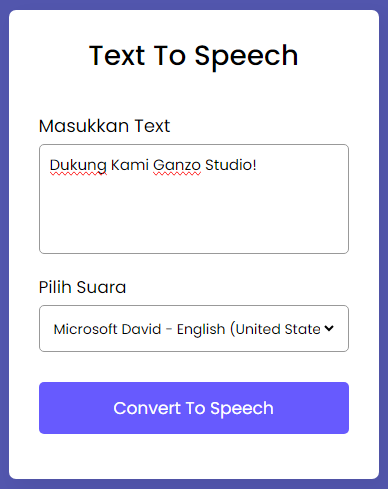 Text To Speech
Masukkan Text
Dukung Kami Ganzo Studio!
Pilih Suara
Microsoft David - English (United State
Convert To Speech